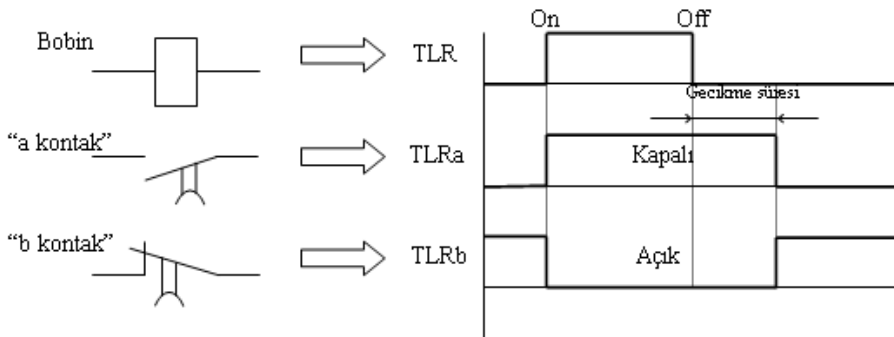 On Off
Bobin TLR
Gecikme süresi
"a kontak" TLRa Kapalı
"b kontak" TLRb Açık